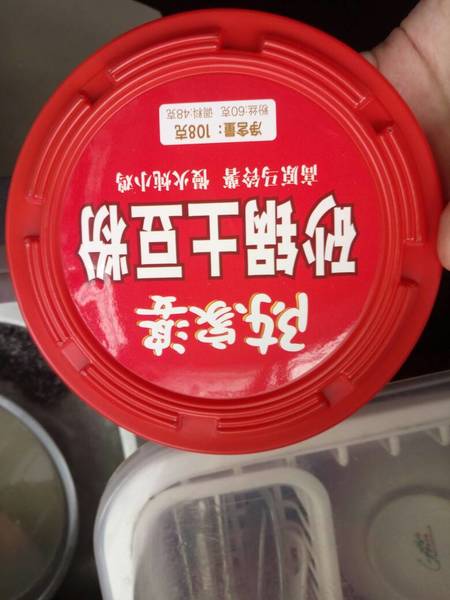 陈家婆
砂锅土豆粉
高原马铃薯 慢火炖小鸡
净含量：108克
粉丝:60克 调料:48克